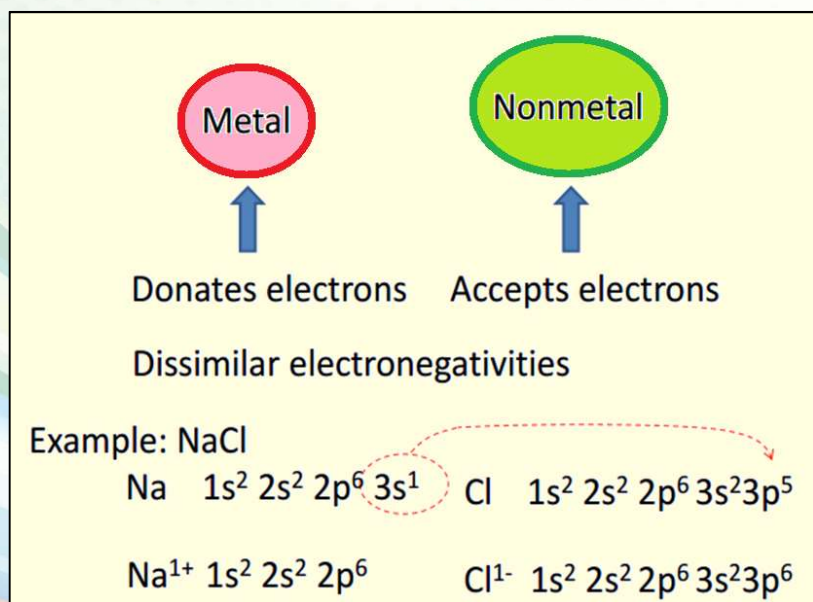 Metal Nonmetal
Donates electrons Accepts electrons
Dissimilar electronegativities
Example: NaCl
Na 1s² 2s² 2p⁶ 3s¹ Cl 1s² 2s² 2p⁶ 3s²3p⁵
Na¹⁺ 1s² 2s² 2p⁶ Cl¹⁻ 1s² 2s² 2p⁶ 3s²3p⁶